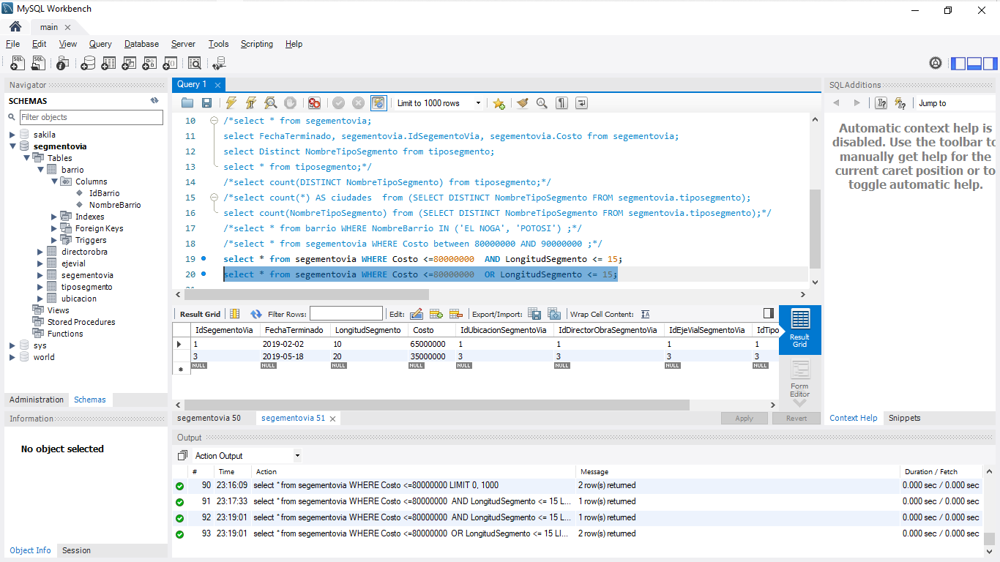 MySQL Workbench
main
File Edit View Query Database Server Tools Scripting Help
Navigator
SCHEMAS
Filter objects
sakila
segmentovia
Tables
barrio
Columns
IdBarrio
NombreBarrio
Indexes
Foreign Keys
Triggers
directorobra
ejevial
segementovia
tiposegmento
ubicacion
Views
Stored Procedures
Functions
sys
world
Administration Schemas
Information
No object selected
Object Info Session
Query 1
Limit to 1000 rows
10 /*select * from segementovia;
11 select FechaTerminado, segementovia.IdSegementoVia, segementovia.Costo from segementovia;
12 select Distinct NombreTipoSegmento from tiposegmento;
13 select * from tiposegmento;*/
14 /*select count(DISTINCT NombreTipoSegmento) from tiposegmento;*/
15 /*select count(*) AS ciudades  from (SELECT DISTINCT NombreTipoSegmento FROM segmentovia.tiposegmento);
16 select count(NombreTipoSegmento) from (SELECT DISTINCT NombreTipoSegmento FROM segmentovia.tiposegmento);*/
17 /*select * from barrio WHERE NombreBarrio IN ('EL NOGA', 'POTOSI') ;*/
18 /*select * from segementovia WHERE Costo between 80000000 AND 90000000 ;*/
19 select * from segementovia WHERE Costo <=80000000  AND LongitudSegmento <= 15;
20 select * from segementovia WHERE Costo <=80000000  OR LongitudSegmento <= 15;
Result Grid Filter Rows: Edit: Export/Import: Wrap Cell Content:
IdSegementoVia FechaTerminado LongitudSegmento Costo IdUbicacionSegmentoVia IdDirectorObraSegmentoVia IdEjeVialSegmentoVia IdTipo
1 2019-02-02 10 65000000 1 1 1 1
3 2019-05-18 20 35000000 3 3 3 3
NULL NULL NULL NULL NULL NULL NULL NULL
Result Grid
Form Editor
segementovia 50 segementovia 51 Apply Revert
Output
Action Output
# Time Action Message Duration / Fetch
90 23:16:09 select * from segementovia WHERE Costo <=80000000 LIMIT 0, 1000 2 row(s) returned 0.000 sec / 0.000 sec
91 23:17:33 select * from segementovia WHERE Costo <=80000000  AND LongitudSegmento <= 15 L... 1 row(s) returned 0.000 sec / 0.000 sec
92 23:19:01 select * from segementovia WHERE Costo <=80000000  AND LongitudSegmento <= 15 L... 1 row(s) returned 0.000 sec / 0.000 sec
93 23:19:01 select * from segementovia WHERE Costo <=80000000  OR LongitudSegmento <= 15 LI... 2 row(s) returned 0.000 sec / 0.000 sec
SQLAdditions
Jump to
Automatic context help is
disabled. Use the toolbar to
manually get help for the
current caret position or to
toggle automatic help.
Context Help Snippets